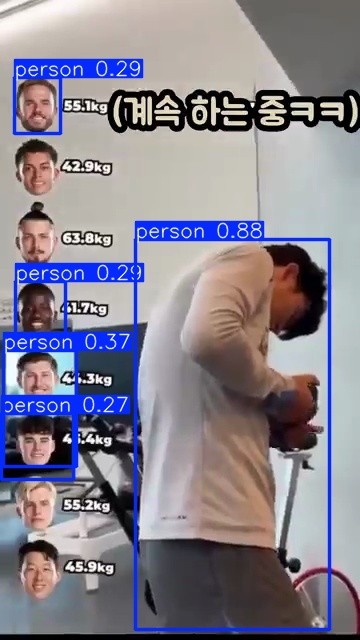 person 0.29
55.1kg
(계속 하는 중ㅋㅋ)
42.9kg
63.8kg
person 0.88
person 0.29
person 0.37
person 0.27
55.2kg
45.9kg